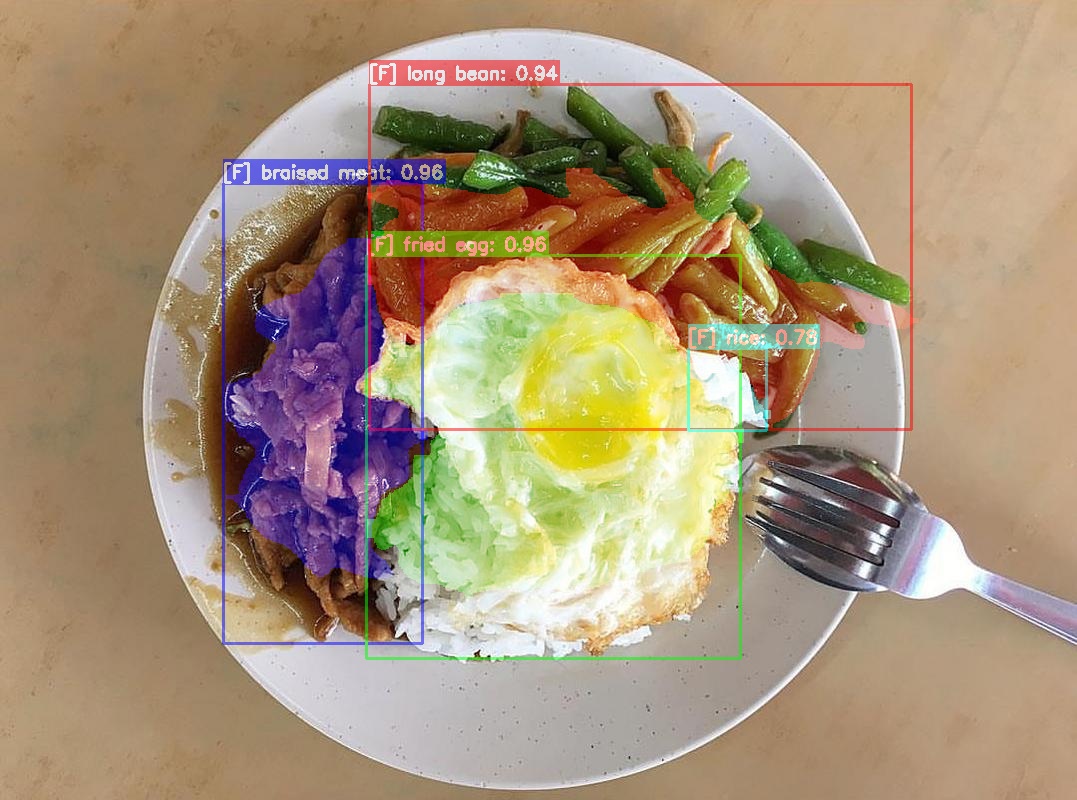 [F] long bean: 0.94
[F] braised meat: 0.96
[F] fried egg: 0.96
[F] rice: 0.78